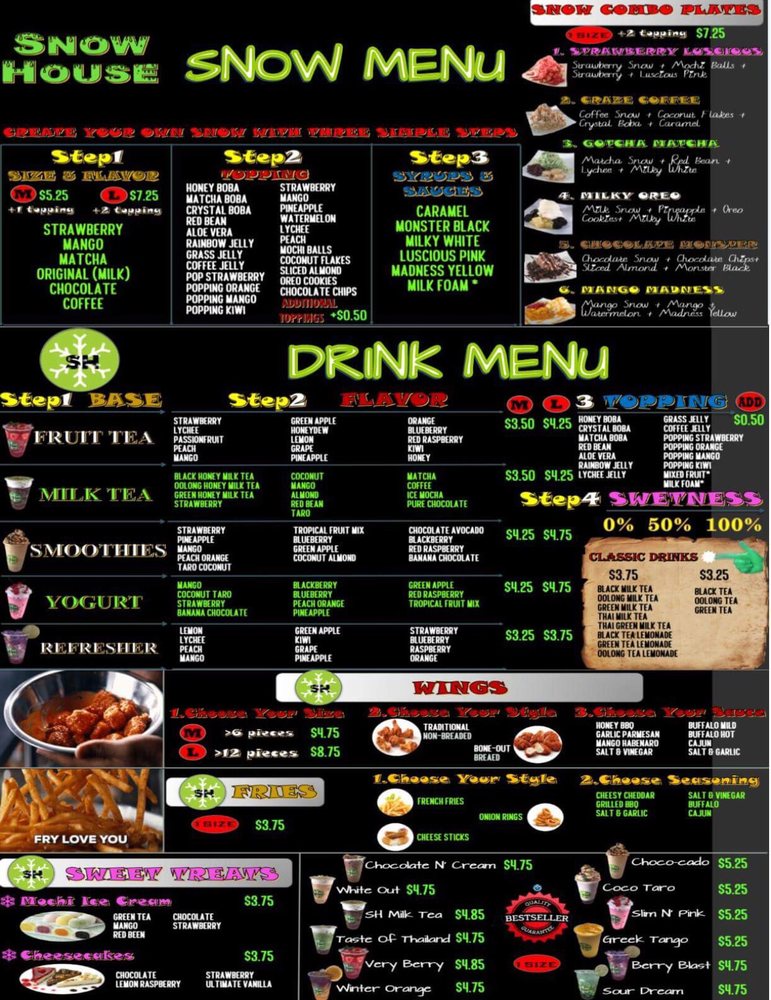 SNOW HOUSE
SNOW MENU
CREATE YOUR OWN SNOW WITH THREE SIMPLE STEPS
Step1
SIZE & FLAVOR
M $5.25 L $7.25
+1 topping +2 topping
STRAWBERRY
MANGO
MATCHA
ORIGINAL (MILK)
CHOCOLATE
COFFEE
Step2
TOPPING
HONEY BOBA
MATCHA BOBA
CRYSTAL BOBA
RED BEAN
ALOE VERA
RAINBOW JELLY
GRASS JELLY
COFFEE JELLY
POP STRAWBERRY
POPPING ORANGE
POPPING MANGO
POPPING KIWI
STRAWBERRY
MANGO
PINEAPPLE
WATERMELON
LYCHEE
PEACH
MOCHI BALLS
COCONUT FLAKES
SLICED ALMOND
OREO COOKIES
CHOCOLATE CHIPS
ADDITIONAL
TOPPINGS +$0.50
Step3
SYRUPS &
SAUCES
CARAMEL
MONSTER BLACK
MILKY WHITE
LUSCIOUS PINK
MADNESS YELLOW
MILK FOAM *
SNOW COMBO PLATES
1 SIZE +2 topping $7.25
1. STRAWBERRY LUSCIOUS
Strawberry Snow + Mochi Balls +
Strawberry + Luscious Pink
2. CRAZE COFFEE
Coffee Snow + Coconut Flakes +
Crystal Boba + Caramel
3. GOTCHA MATCHA
Matcha Snow + Red Bean +
Lychee + Milky White
4. MILKY OREO
Milk Snow + Pineapple + Oreo
Cookies+ Milky White
5. CHOCOLATE MONSTER
Chocolate Snow + Chocolate Chips+
Sliced Almond + Monster Black
6. MANGO MADNESS
Mango Snow + Mango +
Watermelon + Madness Yellow
SH
DRINK MENU
Step1 BASE
Step2 FLAVOR
M L
3 TOPPING ADD
$0.50
FRUIT TEA
STRAWBERRY
LYCHEE
PASSIONFRUIT
PEACH
MANGO
GREEN APPLE
HONEYDEW
LEMON
GRAPE
PINEAPPLE
ORANGE
BLUEBERRY
RED RASPBERRY
KIWI
HONEY
$3.50 $4.25
HONEY BOBA
CRYSTAL BOBA
MATCHA BOBA
RED BEAN
ALOE VERA
RAINBOW JELLY
LYCHEE JELLY
GRASS JELLY
COFFEE JELLY
POPPING STRAWBERRY
POPPING ORANGE
POPPING MANGO
POPPING KIWI
MIXED FRUIT*
MILK FOAM*
MILK TEA
BLACK HONEY MILK TEA
OOLONG HONEY MILK TEA
GREEN HONEY MILK TEA
STRAWBERRY
COCONUT
MANGO
ALMOND
RED BEAN
TARO
MATCHA
COFFEE
ICE MOCHA
PURE CHOCOLATE
$3.50 $4.25
Step4 SWETNESS
0% 50% 100%
SMOOTHIES
STRAWBERRY
PINEAPPLE
MANGO
PEACH ORANGE
TARO COCONUT
TROPICAL FRUIT MIX
BLUEBERRY
GREEN APPLE
COCONUT ALMOND
CHOCOLATE AVOCADO
BLACKBERRY
RED RASPBERRY
BANANA CHOCOLATE
$4.25 $4.75
YOGURT
MANGO
COCONUT TARO
STRAWBERRY
BANANA CHOCOLATE
BLACKBERRY
BLUEBERRY
PEACH ORANGE
PINEAPPLE
GREEN APPLE
RED RASPBERRY
TROPICAL FRUIT MIX
$4.25 $4.75
REFRESHER
LEMON
LYCHEE
PEACH
MANGO
GREEN APPLE
KIWI
GRAPE
PINEAPPLE
STRAWBERRY
BLUEBERRY
RASPBERRY
ORANGE
$3.25 $3.75
CLASSIC DRINKS
$3.75
BLACK MILK TEA
OOLONG MILK TEA
GREEN MILK TEA
THAI MILK TEA
THAI GREEN MILK TEA
BLACK TEA LEMONADE
GREEN TEA LEMONADE
OOLONG TEA LEMONADE
$3.25
BLACK TEA
OOLONG TEA
GREEN TEA
SH WINGS
1.Choose Your Size
M >6 pieces $4.75
L >12 pieces $8.75
2.Choose Your Style
TRADITIONAL
NON-BREADED
BONE-OUT
BREAED
3.Choose Your Sauce
HONEY BBQ
GARLIC PARMESAN
MANGO HABENARO
SALT & VINEGAR
BUFFALO MILD
BUFFALO HOT
CAJUN
SALT & GARLIC
FRY LOVE YOU
SH FRIES
1 SIZE $3.75
1.Choose Your Style
FRENCH FRIES
ONION RINGS
CHEESE STICKS
2.Choose Seasoning
CHEESY CHEDDAR
GRILLED BBQ
SALT & GARLIC
SALT & VINEGAR
BUFFALO
CAJUN
SH SWEET TREATS
Mochi Ice Cream $3.75
GREEN TEA
MANGO
RED BEEN
CHOCOLATE
STRAWBERRY
Cheesecakes $3.75
CHOCOLATE
LEMON RASPBERRY
STRAWBERRY
ULTIMATE VANILLA
Chocolate N' Cream $4.75
White Out $4.75
SH Milk Tea $4.85
Taste Of Thailand $4.75
Very Berry $4.85
Winter Orange $4.75
QUALITY
BESTSELLER
GUARANTEE
1 SIZE
Choco-cado $5.25
Coco Taro $5.25
Slim N' Pink $5.25
Greek Tango $5.25
Berry Blast $4.75
Sour Dream $4.75